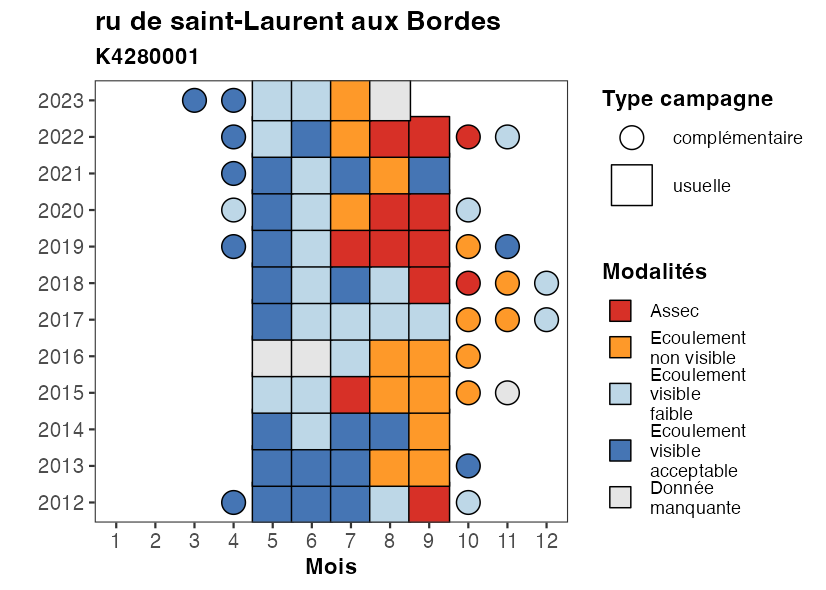 ru de saint-Laurent aux Bordes
K4280001
2023
2022
2021
2020
2019
2018
2017
2016
2015
2014
2013
2012
1 2 3 4 5 6 7 8 9 10 11 12
Mois
Type campagne
complémentaire
usuelle
Modalités
Assec
Ecoulement
non visible
Ecoulement
visible
faible
Ecoulement
visible
acceptable
Donnée
manquante